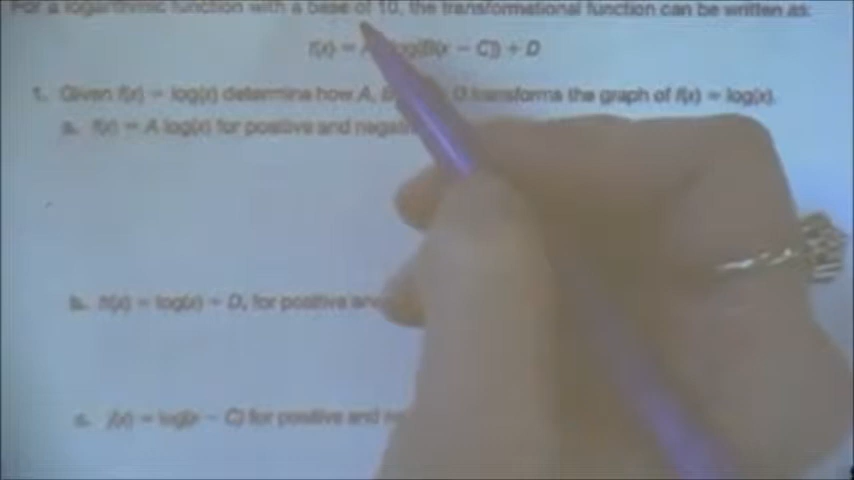 For a logarithmic function with a base of 10, the transformational function can be written as:
f(x) = A log(B(x − C)) + D
1. Given f(x) = log(x) determine how A, B, D transforms the graph of f(x) = log(x).
a. f(x) = A log(x) for positive and negative
b. h(x) = log(x) + D, for positive and
c. j(x) = log(x − C) for positive and